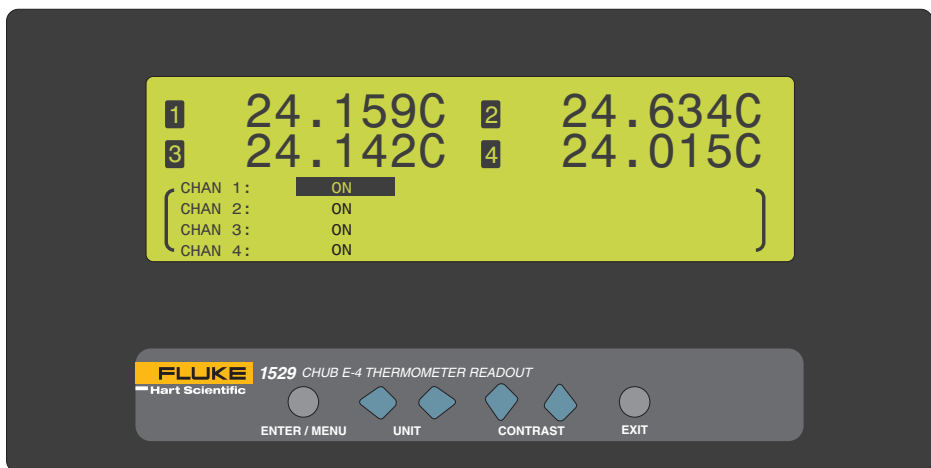 1 24.159C 2 24.634C
3 24.142C 4 24.015C
CHAN 1: ON
CHAN 2: ON
CHAN 3: ON
CHAN 4: ON
FLUKE 1529 CHUB E-4 THERMOMETER READOUT
Hart Scientific
ENTER / MENU UNIT CONTRAST EXIT